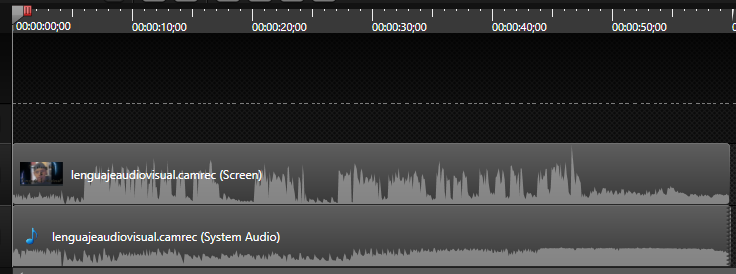 00:00:00;00 00:00:10;00 00:00:20;00 00:00:30;00 00:00:40;00 00:00:50;00
lenguajeaudiovisual.camrec (Screen)
lenguajeaudiovisual.camrec (System Audio)